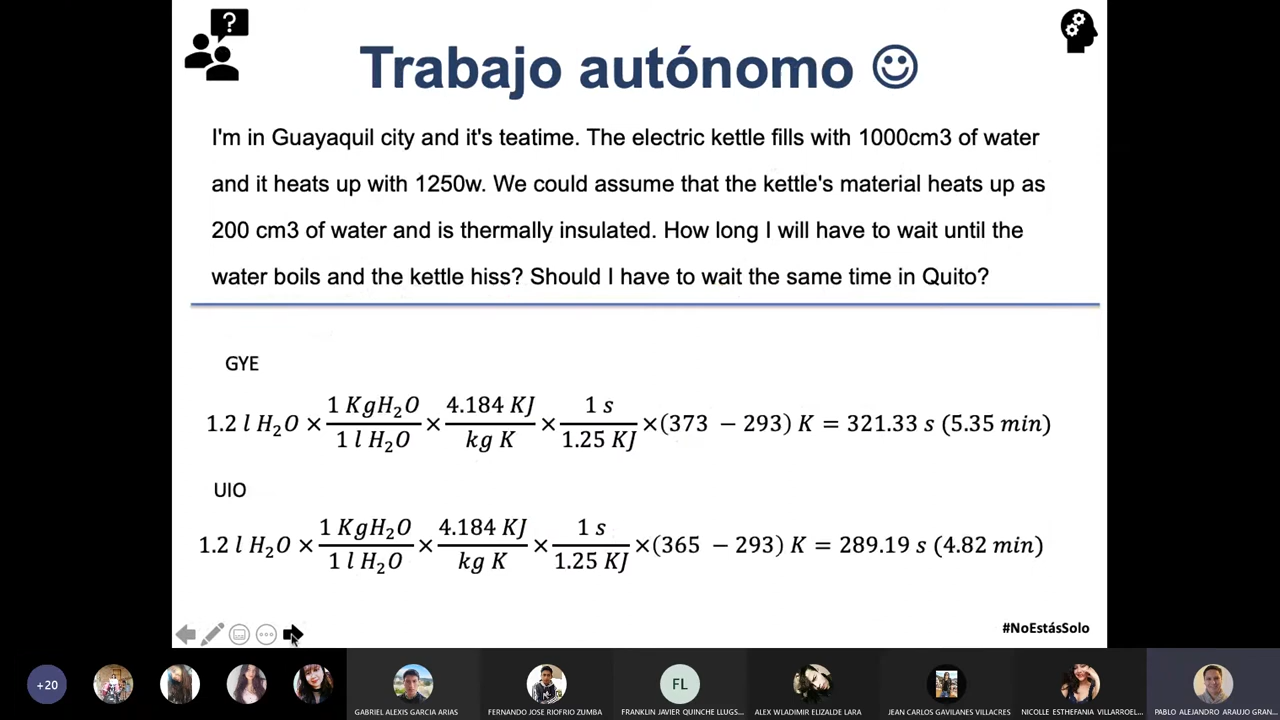 ?
Trabajo autónomo
I'm in Guayaquil city and it's teatime. The electric kettle fills with 1000cm3 of water
and it heats up with 1250w. We could assume that the kettle's material heats up as
200 cm3 of water and is thermally insulated. How long I will have to wait until the
water boils and the kettle hiss? Should I have to wait the same time in Quito?
GYE
1.2 l H₂O × (1 KgH₂O)/(1 l H₂O) × (4.184 KJ)/(kg K) × (1 s)/(1.25 KJ) ×(373 − 293) K = 321.33 s (5.35 min)
UIO
1.2 l H₂O × (1 KgH₂O)/(1 l H₂O) × (4.184 KJ)/(kg K) × (1 s)/(1.25 KJ) ×(365 − 293) K = 289.19 s (4.82 min)
#NoEstásSolo
+20
FL
GABRIEL ALEXIS GARCIA ARIAS
FERNANDO JOSE RIOFRIO ZUMBA
FRANKLIN JAVIER QUINCHE LLUGS...
ALEX WLADIMIR ELIZALDE LARA
JEAN CARLOS GAVILANES VILLACRES
NICOLLE ESTHEFANIA VILLARROEL...
PABLO ALEJANDRO ARAUJO GRAN...